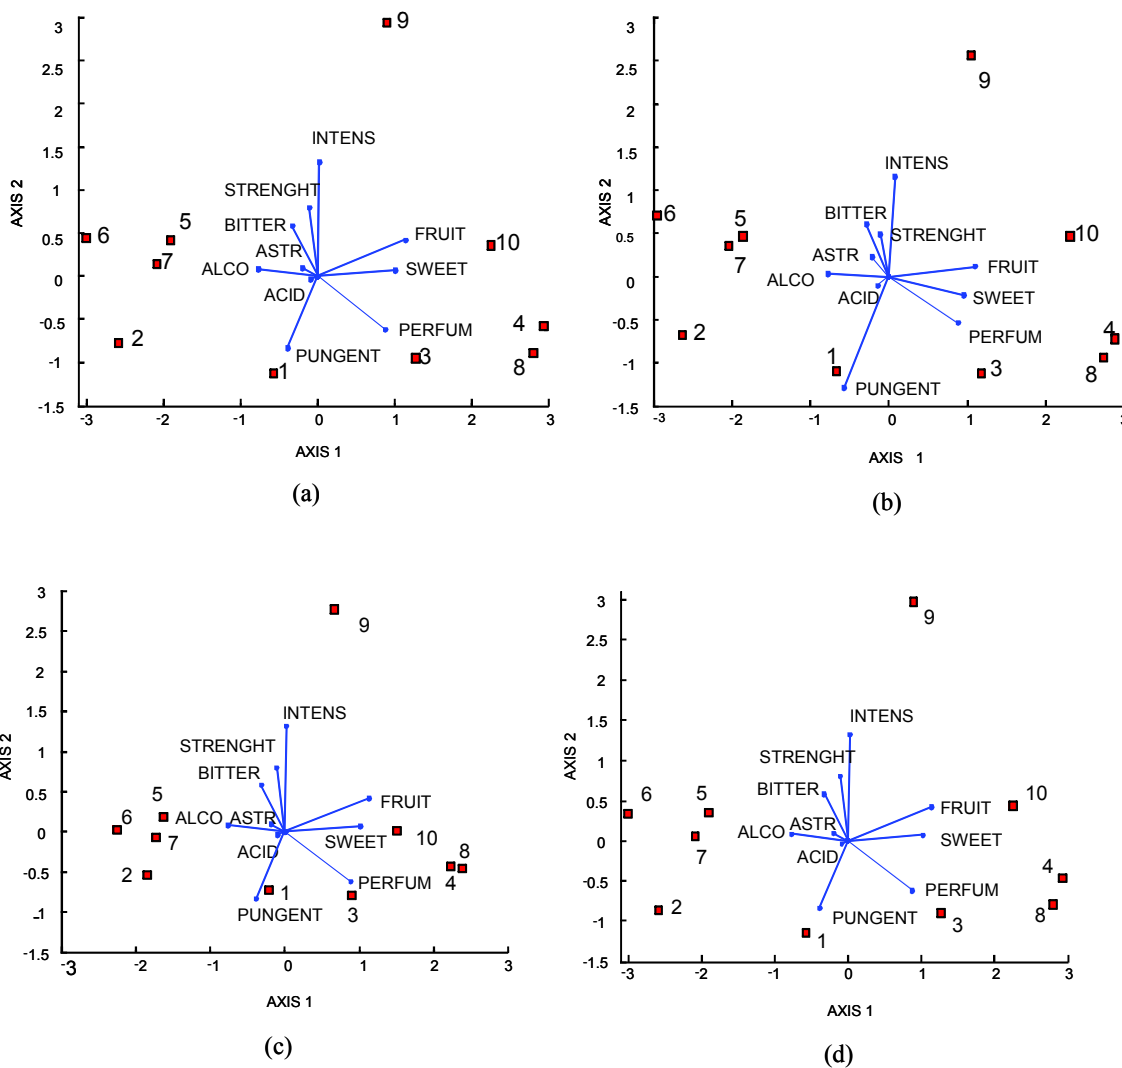 3
9
2.5
2
INTENS
1.5
STRENGHT
1
BITTER
5
FRUIT
6
0.5
ASTR
10
7
ALCO
SWEET
0
ACID
2
-0.5
PERFUM
4
PUNGENT
3
8
-1
1
-1.5
-3
-2
-1
0
1
2
3
AXIS 2
AXIS 1
(a)
3
2.5
9
2
1.5
INTENS
1
BITTER
6
5
STRENGHT
10
0.5
7
ASTR
FRUIT
0
ALCO
ACID
SWEET
-0.5
2
PERFUM
4
1
3
8
-1
PUNGENT
-1.5
-3
-2
-1
0
1
2
3
AXIS 2
AXIS 1
(b)
3
2.5
9
2
1.5
INTENS
1
STRENGHT
BITTER
5
0.5
FRUIT
6
ALCO
ASTR
0
7
SWEET
10
ACID
8
-0.5
2
PERFUM
4
1
3
-1
PUNGENT
-1.5
-3
-2
-1
0
1
2
3
AXIS 2
AXIS 1
(c)
3
9
2.5
2
1.5
INTENS
1
STRENGHT
6
5
BITTER
10
0.5
FRUIT
ASTR
ALCO
SWEET
0
7
ACID
4
-0.5
2
PERFUM
8
-1
1
PUNGENT
3
-1.5
-3
-2
-1
0
1
2
3
AXIS 2
AXIS 1
(d)